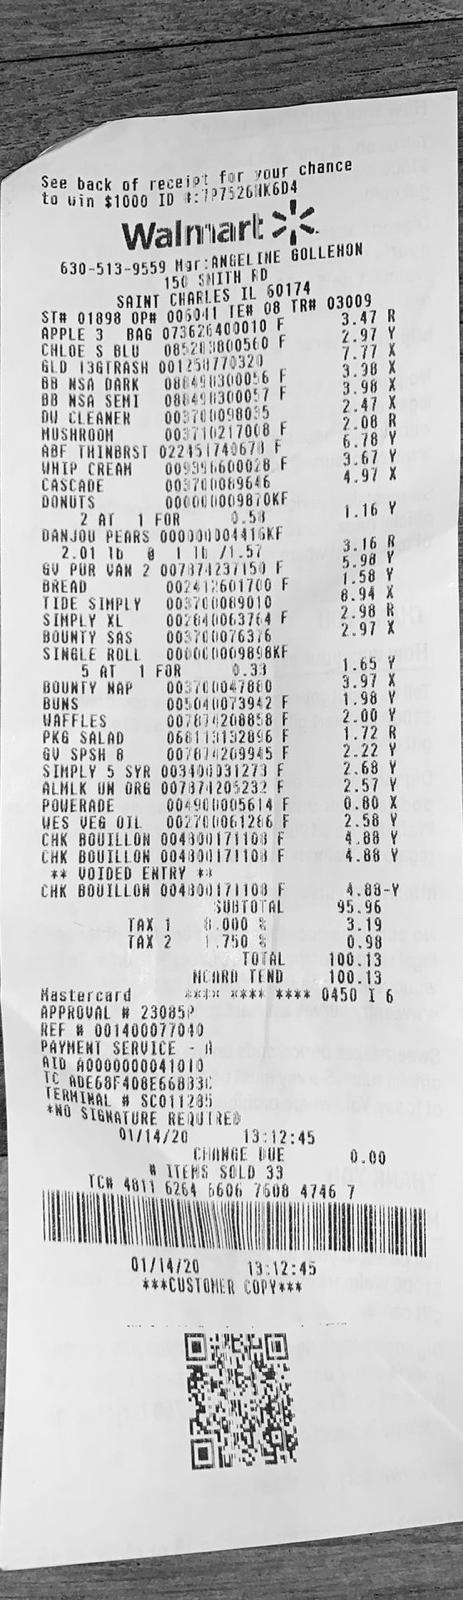 See back of receipt for your chance
to win $1000 ID #:7P7526NK6D4
Walmart
630-513-9559 Mgr:ANGELINE GOLLEHON
150 SMITH RD
SAINT CHARLES IL 60174
ST# 01898 OP# 006041 TE# 08 TR# 03009
APPLE 3 BAG 073626400010 F 3.47 R
CHLOE S BLU 085283800560 F 2.97 Y
GLD 13GTRASH 001258770320 7.77 X
BB NSA DARK 088498300056 F 3.98 X
BB NSA SEMI 088498300057 F 3.98 X
DW CLEANER 003700098035 2.47 X
MUSHROOM 003710217008 F 2.08 R
ABF THINBRST 022451740678 F 6.78 Y
WHIP CREAM 009396600028 F 3.67 Y
CASCADE 003700089646 4.97 X
DONUTS 000000009870KF
2 AT 1 FOR 0.58 1.16 Y
DANJOU PEARS 000000004416KF
2.01 lb @ 1 lb /1.57 3.16 R
GV PUR VAN 2 007874237150 F 5.98 Y
BREAD 002412601700 F 1.58 Y
TIDE SIMPLY 003700089010 8.94 X
SIMPLY XL 002840063764 F 2.98 R
BOUNTY SAS 003700076376 2.97 X
SINGLE ROLL 000000009898KF
5 AT 1 FOR 0.33 1.65 Y
BOUNTY NAP 003700047880 3.97 X
BUNS 005040073942 F 1.98 Y
WAFFLES 007874208858 F 2.00 Y
PKG SALAD 068113132896 F 1.72 R
GV SPSH 8 007874209945 F 2.22 Y
SIMPLY 5 SYR 003400031273 F 2.68 Y
ALMLK UN ORG 007874205232 F 2.57 Y
POWERADE 004900005614 F 0.80 X
WES VEG OIL 002700061286 F 2.58 Y
CHK BOUILLON 004800171108 F 4.88 Y
CHK BOUILLON 004800171108 F 4.88 Y
** VOIDED ENTRY **
CHK BOUILLON 004800171108 F 4.88-Y
SUBTOTAL 95.96
TAX 1 8.000 % 3.19
TAX 2 1.750 % 0.98
TOTAL 100.13
MCARD TEND 100.13
Mastercard **** **** **** 0450 I 6
APPROVAL # 23085P
REF # 001400077040
PAYMENT SERVICE - A
AID A0000000041010
TC ADE68F408E66833C
TERMINAL # SC011285
*NO SIGNATURE REQUIRED
01/14/20 13:12:45
CHANGE DUE 0.00
# ITEMS SOLD 33
TC# 4811 6264 6606 7608 4746 7
01/14/20 13:12:45
***CUSTOMER COPY***